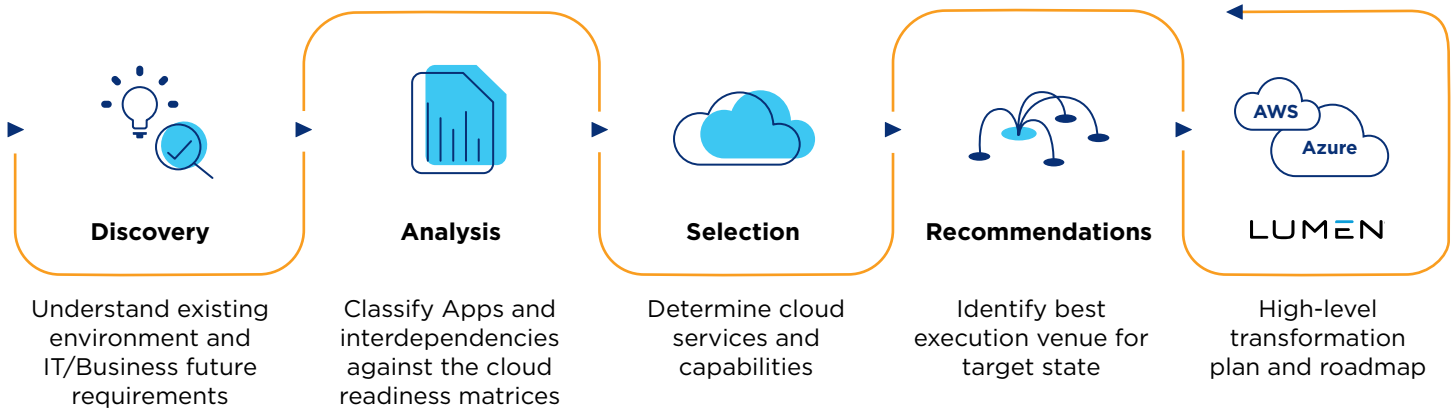 Discovery
Understand existing
environment and
IT/Business future
requirements
Analysis
Classify Apps and
interdependencies
against the cloud
readiness matrices
Selection
Determine cloud
services and
capabilities
Recommendations
Identify best
execution venue for
target state
AWS
Azure
LUMEN
High-level
transformation
plan and roadmap